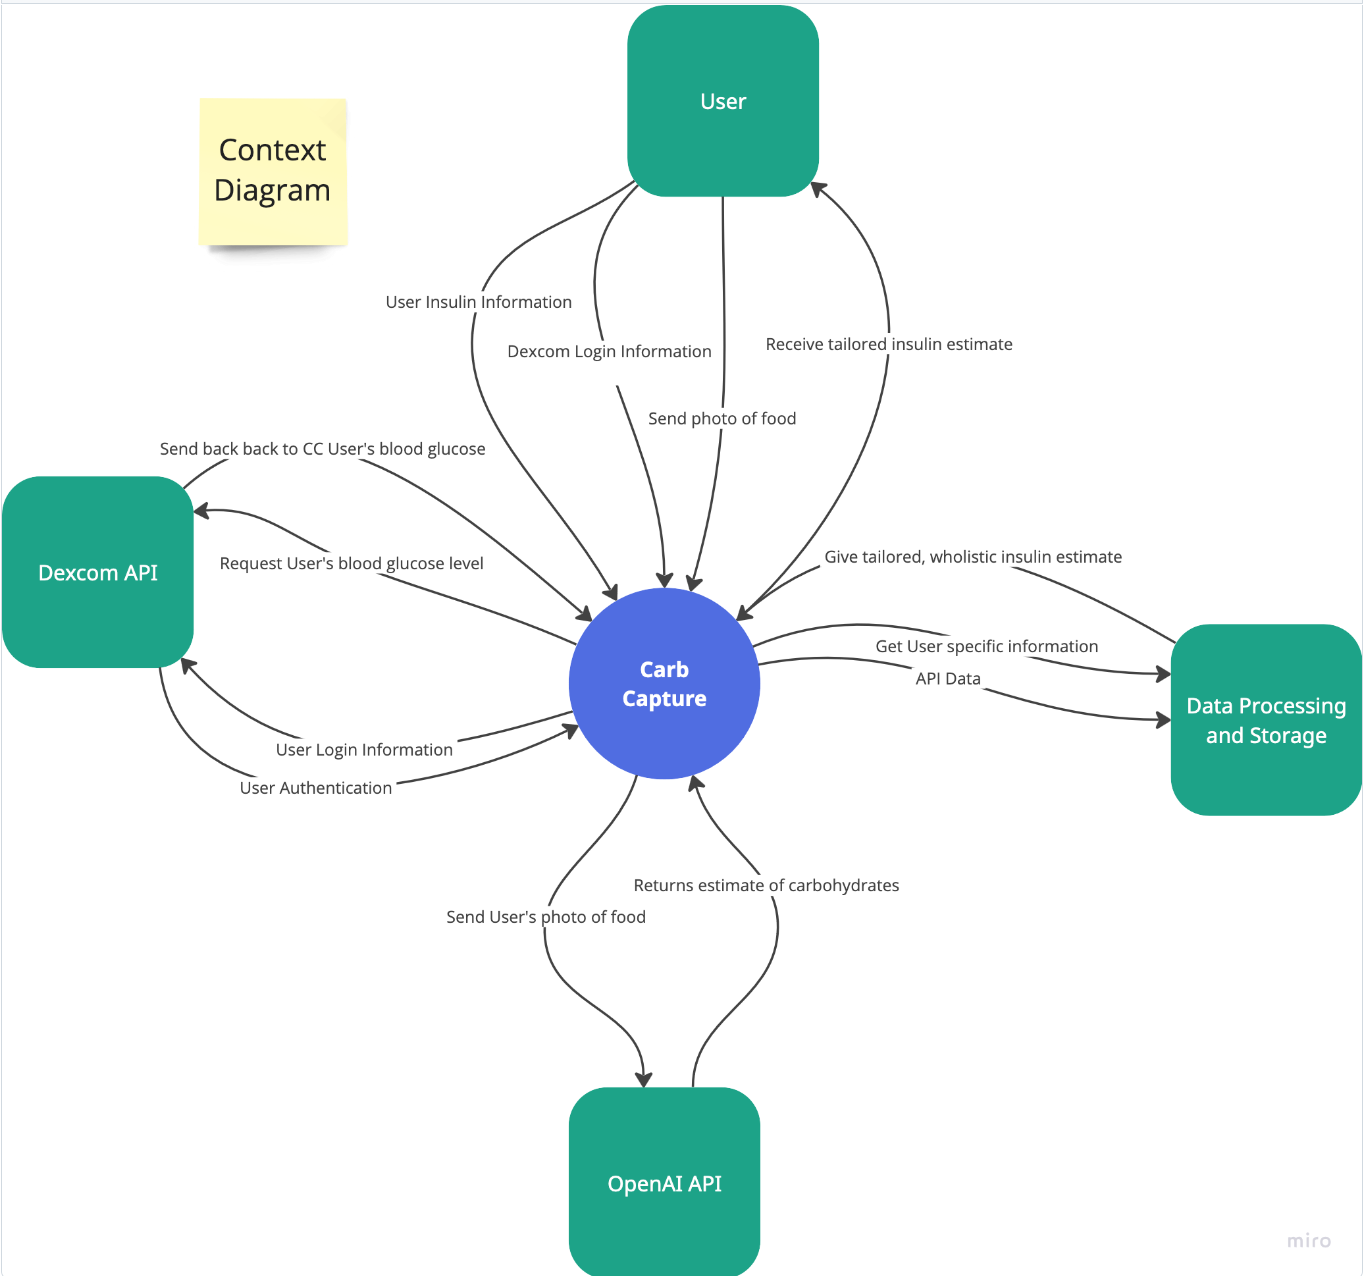 User
Context
Diagram
User Insulin Information
Dexcom Login Information
Receive tailored insulin estimate
Send photo of food
Send back back to CC User's blood glucose
Dexcom API
Request User's blood glucose level
Give tailored, wholistic insulin estimate
Get User specific information
API Data
Carb
Capture
Data Processing
and Storage
User Login Information
User Authentication
Returns estimate of carbohydrates
Send User's photo of food
OpenAI API
miro